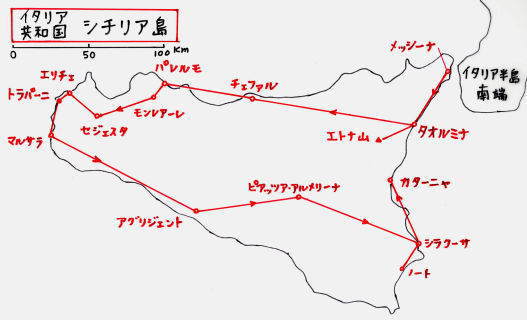 イタリア
共和国 シチリア島
0 50 100 Km
メッシーナ
パレルモ
エリチェ
イタリア半島
南端
チェファル
トラパーニ
モンレアーレ
セジェスタ
タオルミナ
エトナ山
マルサラ
カターニャ
ピアッツァ・アルメリーナ
アグリジェント
シラクーサ
ノート